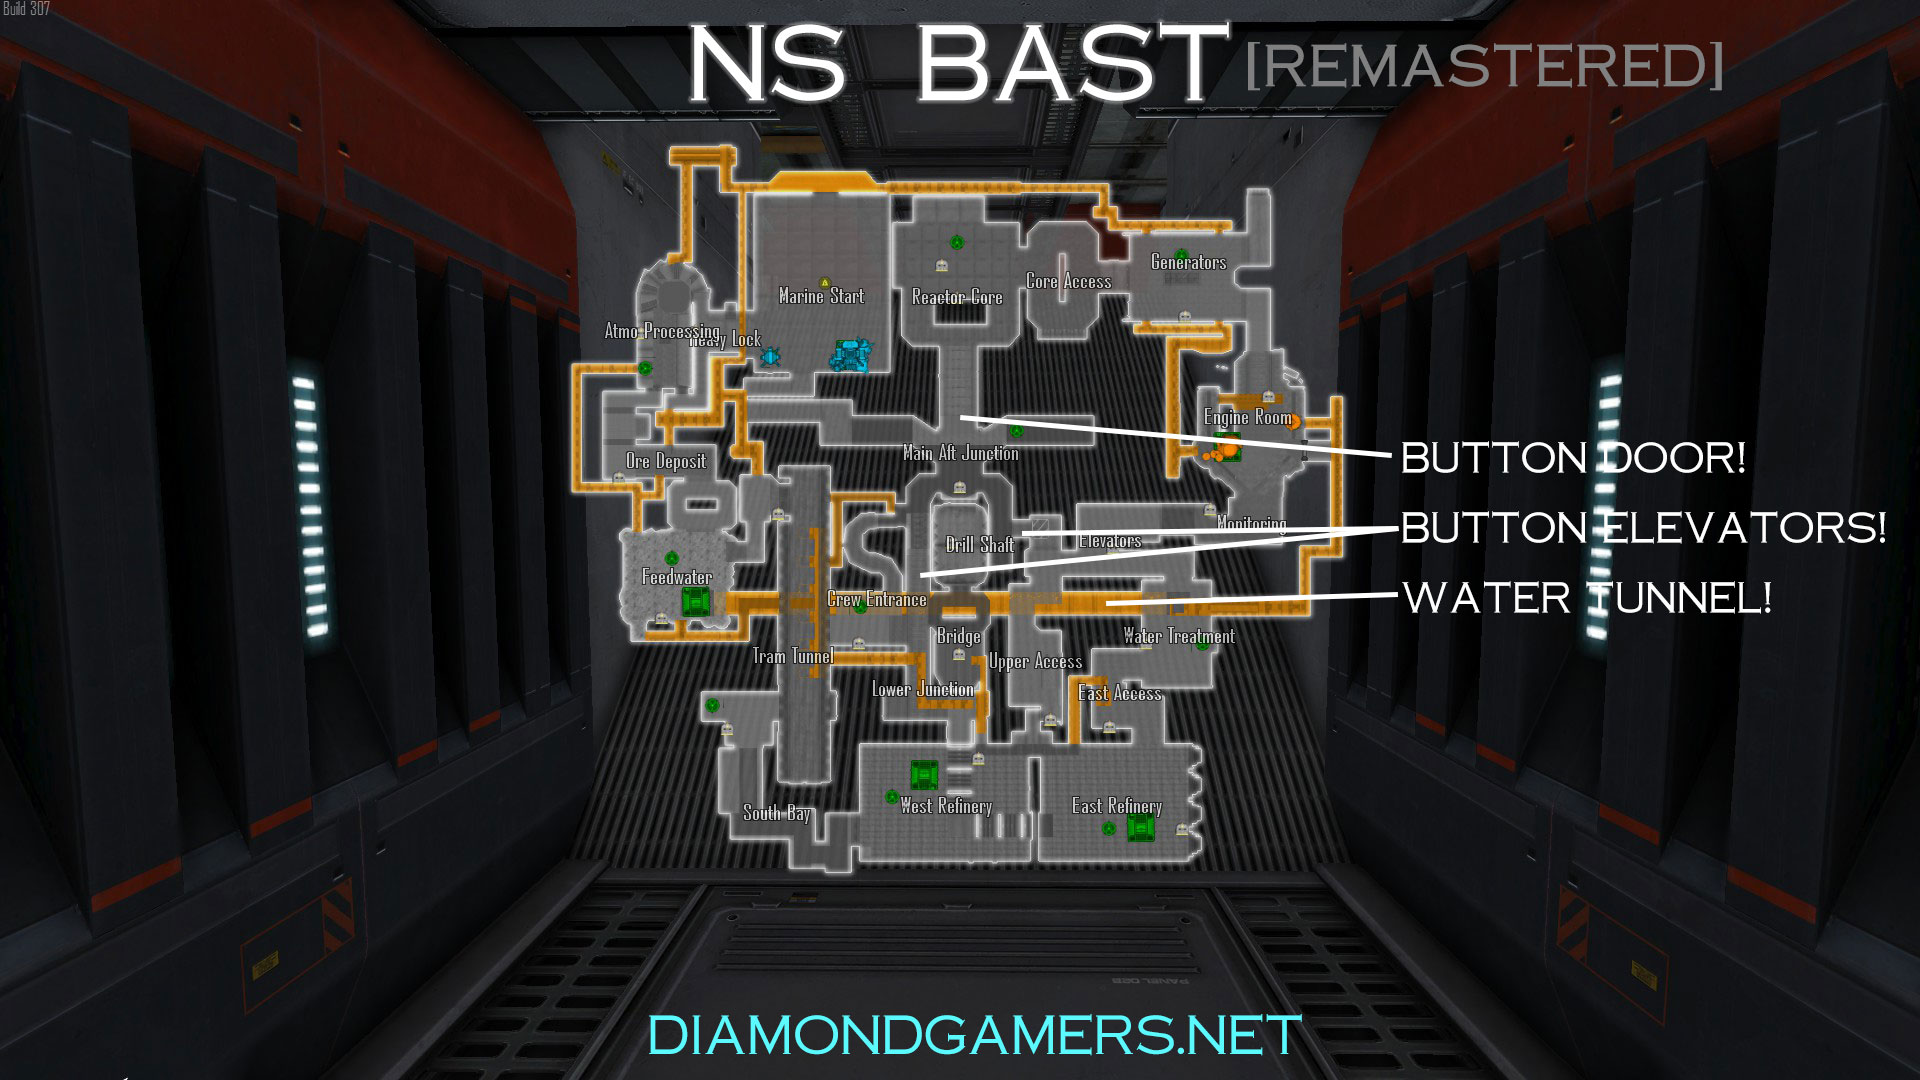 Build 307
NS BAST [REMASTERED]
Generators
Core Access
Marine Start
Reactor Core
Atmo Processing
Heavy Lock
Engine Room
Main Aft Junction
BUTTON DOOR!
Ore Deposit
Monitoring
BUTTON ELEVATORS!
Drill Shaft
Elevators
Feedwater
Crew Entrance
WATER TUNNEL!
Bridge
Water Treatment
Tram Tunnel
Upper Access
Lower Junction
East Access
West Refinery
East Refinery
South Bay
DIAMONDGAMERS.NET